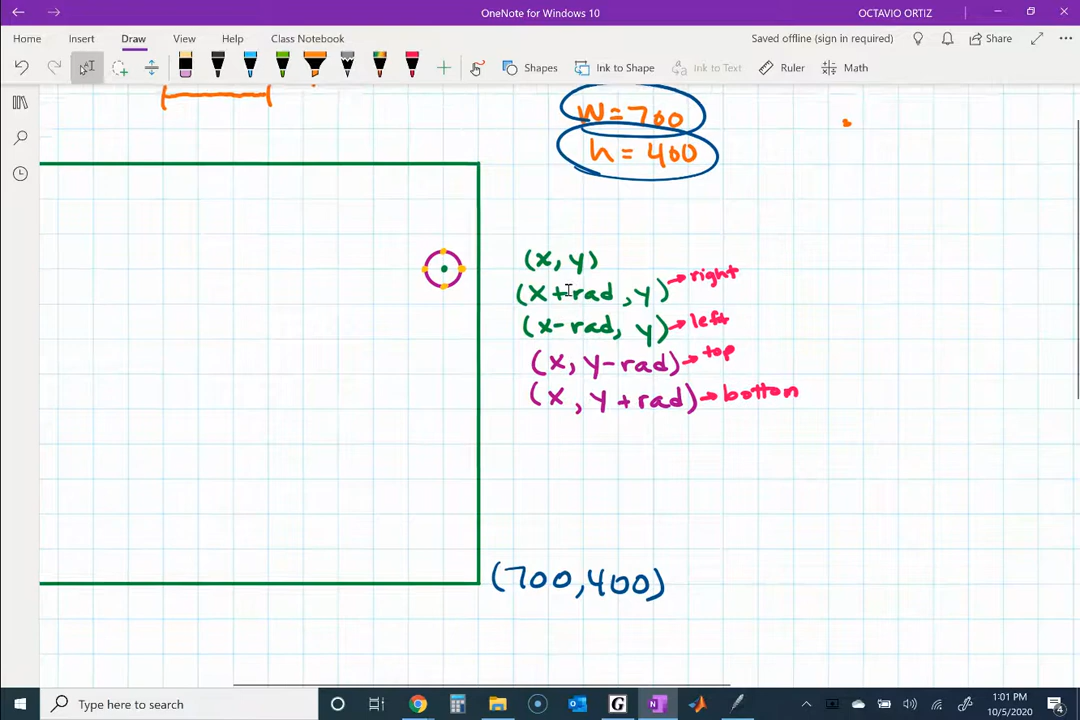 OneNote for Windows 10
OCTAVIO ORTIZ
Home Insert Draw View Help Class Notebook
Saved offline (sign in required)
Share
Shapes
Ink to Shape
Ink to Text
Ruler
Math
w = 700
h = 400
(x, y)
(x + rad, y) → right
(x - rad, y) → left
(x, y - rad) → top
(x, y + rad) → bottom
(700, 400)
Type here to search
1:01 PM
10/5/2020